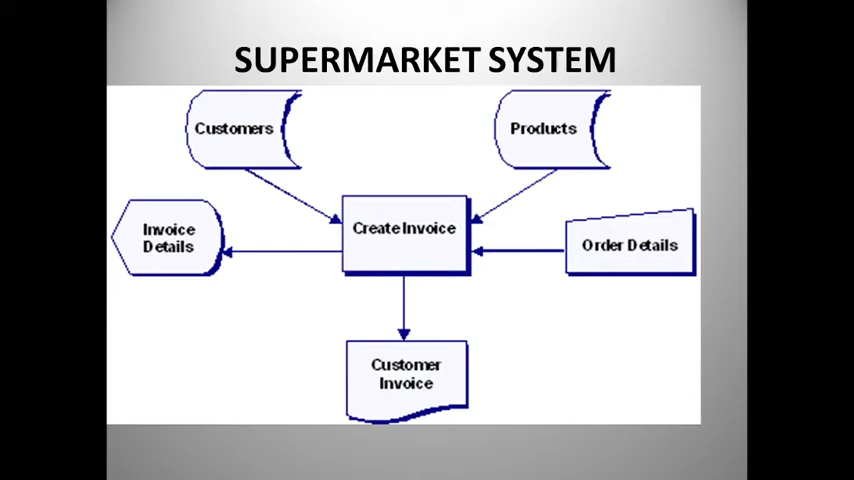 SUPERMARKET SYSTEM
Customers
Products
Invoice
Details
Create Invoice
Order Details
Customer
Invoice